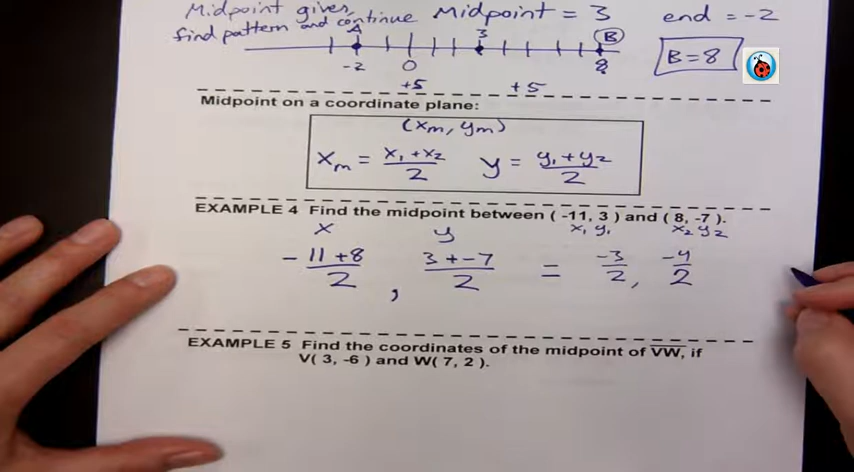 Midpoint given, Midpoint = 3 end = -2
find pattern and continue
A 3 B
-2 0 8
B = 8
+5 +5
Midpoint on a coordinate plane:
(xm, ym)
xm = x1 + x2 / 2 y = y1 + y2 / 2
EXAMPLE 4 Find the midpoint between ( -11, 3 ) and ( 8, -7 ).
x y x1 y1 x2 y2
-11 + 8 / 2 , 3 + -7 / 2 = -3/2 , -4/2
EXAMPLE 5 Find the coordinates of the midpoint of VW, if
V( 3, -6 ) and W( 7, 2 ).